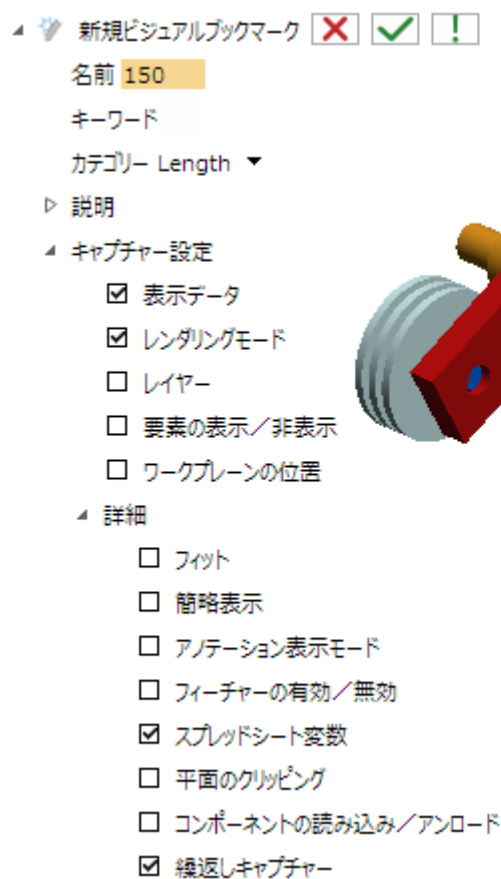 新規ビジュアルブックマーク
名前 150
キーワード
カテゴリー Length
説明
キャプチャー設定
表示データ
レンダリングモード
レイヤー
要素の表示／非表示
ワークプレーンの位置
詳細
フィット
簡略表示
アノテーション表示モード
フィーチャーの有効／無効
スプレッドシート変数
平面のクリッピング
コンポーネントの読み込み／アンロード
繰返しキャプチャー